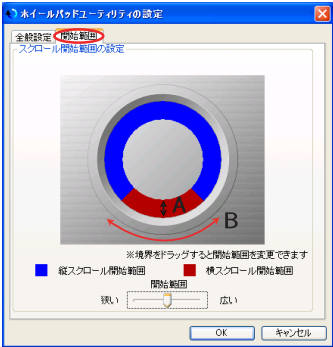 ホイールパッドユーティリティの設定
全般設定 開始範囲
スクロール開始範囲の設定
A
B
※境界をドラッグすると開始範囲を変更できます
縦スクロール開始範囲 横スクロール開始範囲
開始範囲
狭い 広い
OK キャンセル